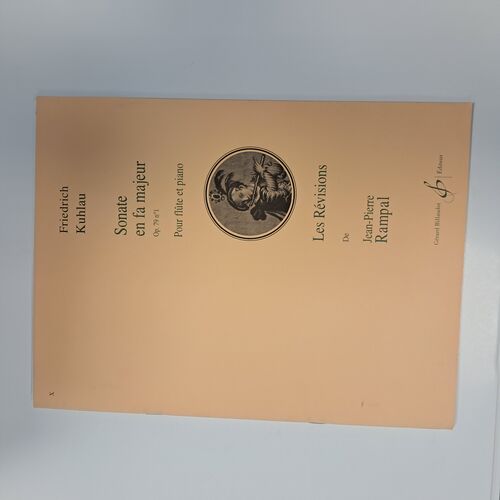 Friedrich
Kuhlau
Sonate
en fa majeur
Op. 79 n°1
Pour flûte et piano
Les Révisions
De
Jean-Pierre
Rampal
Gérard Billaudot
Éditeur
X